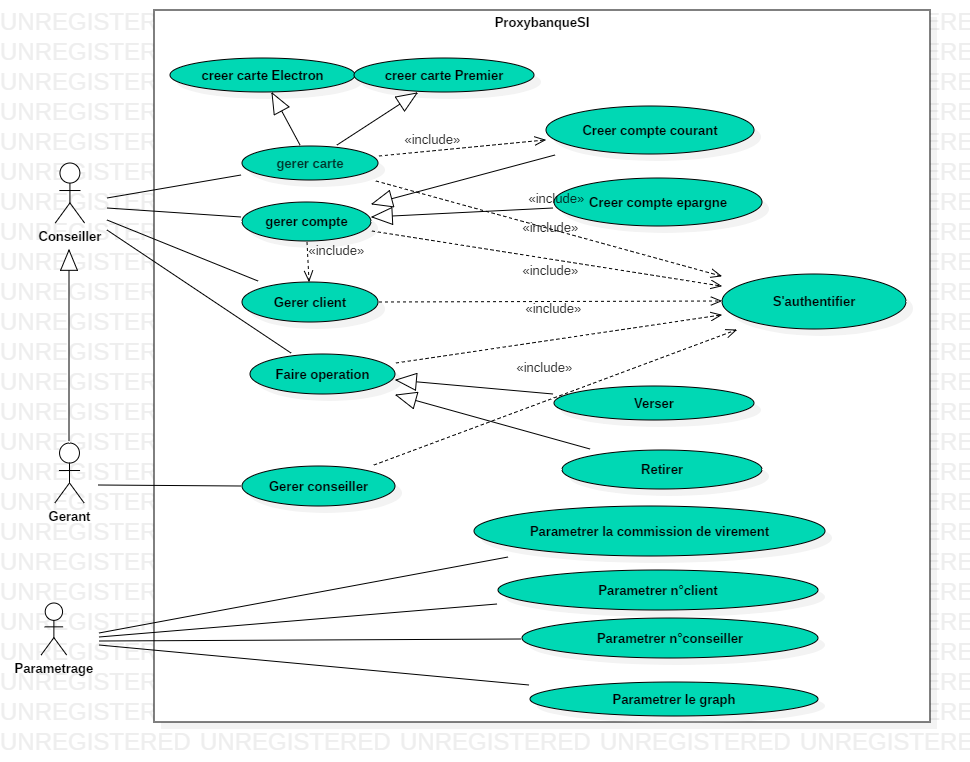 ProxybanqueSI
creer carte Electron
creer carte Premier
Creer compte courant
«include»
gerer carte
Creer compte epargne
«include»
gerer compte
«include»
Conseiller
«include»
«include»
Gerer client
S'authentifier
«include»
Faire operation
«include»
Verser
Retirer
Gerer conseiller
Gerant
Parametrer la commission de virement
Parametrer n°client
Parametrer n°conseiller
Parametrage
Parametrer le graph
UNREGISTERED UNREGISTERED UNREGISTERED UNREGISTERED UNREGISTERE